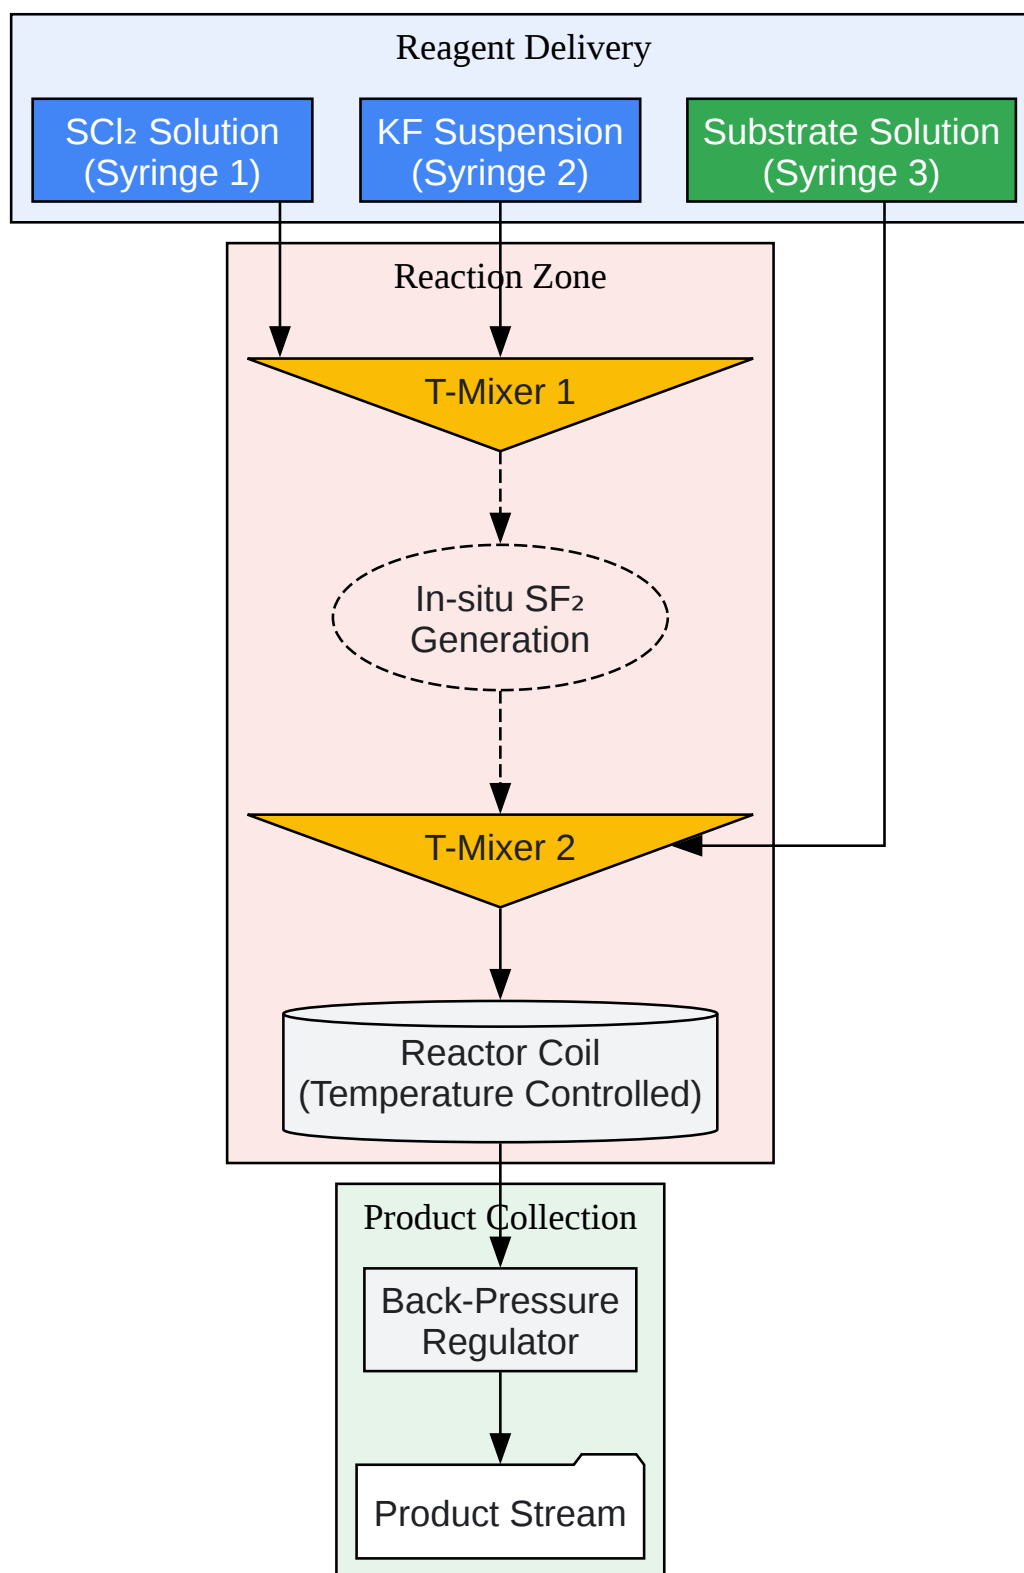 Reagent Delivery
SCl₂ Solution
(Syringe 1)
KF Suspension
(Syringe 2)
Substrate Solution
(Syringe 3)
Reaction Zone
T-Mixer 1
In-situ SF₂
Generation
T-Mixer 2
Reactor Coil
(Temperature Controlled)
Product Collection
Back-Pressure
Regulator
Product Stream